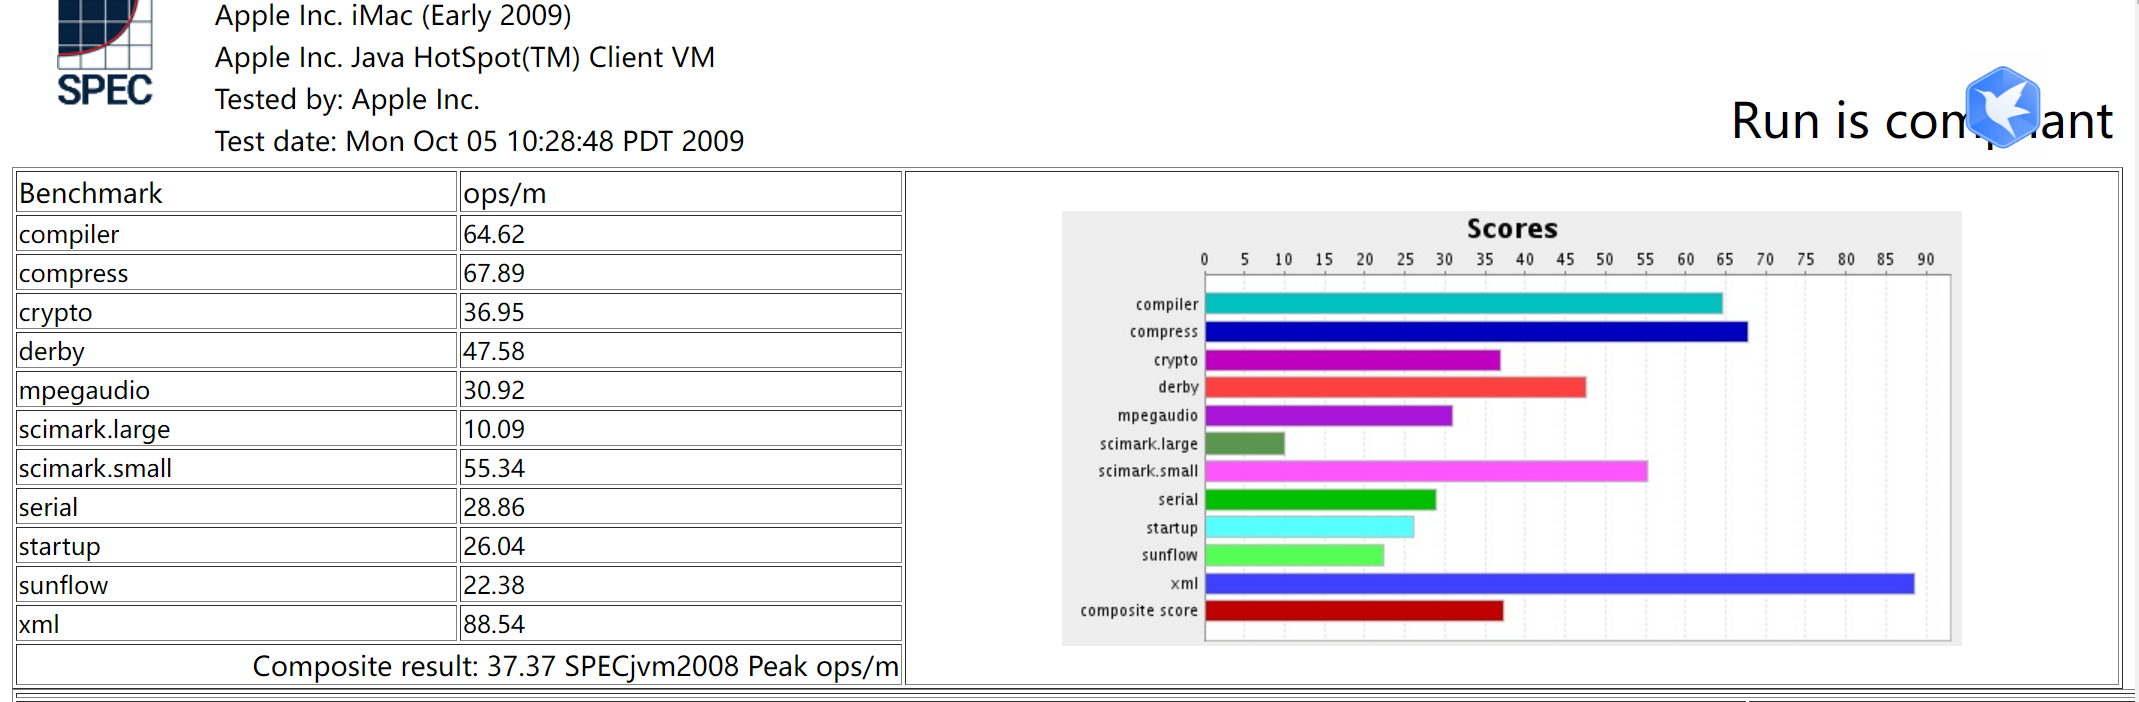 SPEC
Apple Inc. iMac (Early 2009)
Apple Inc. Java HotSpot(TM) Client VM
Tested by: Apple Inc.
Test date: Mon Oct 05 10:28:48 PDT 2009
Run is
Benchmark ops/m
compiler 64.62
compress 67.89
crypto 36.95
derby 47.58
mpegaudio 30.92
scimark.large 10.09
scimark.small 55.34
serial 28.86
startup 26.04
sunflow 22.38
xml 88.54
Composite result: 37.37 SPECjvm2008 Peak ops/m
Scores
0 5 10 15 20 25 30 35 40 45 50 55 60 65 70 75 80 85 90
compiler
compress
crypto
derby
mpegaudio
scimark.large
scimark.small
serial
startup
sunflow
xml
composite score